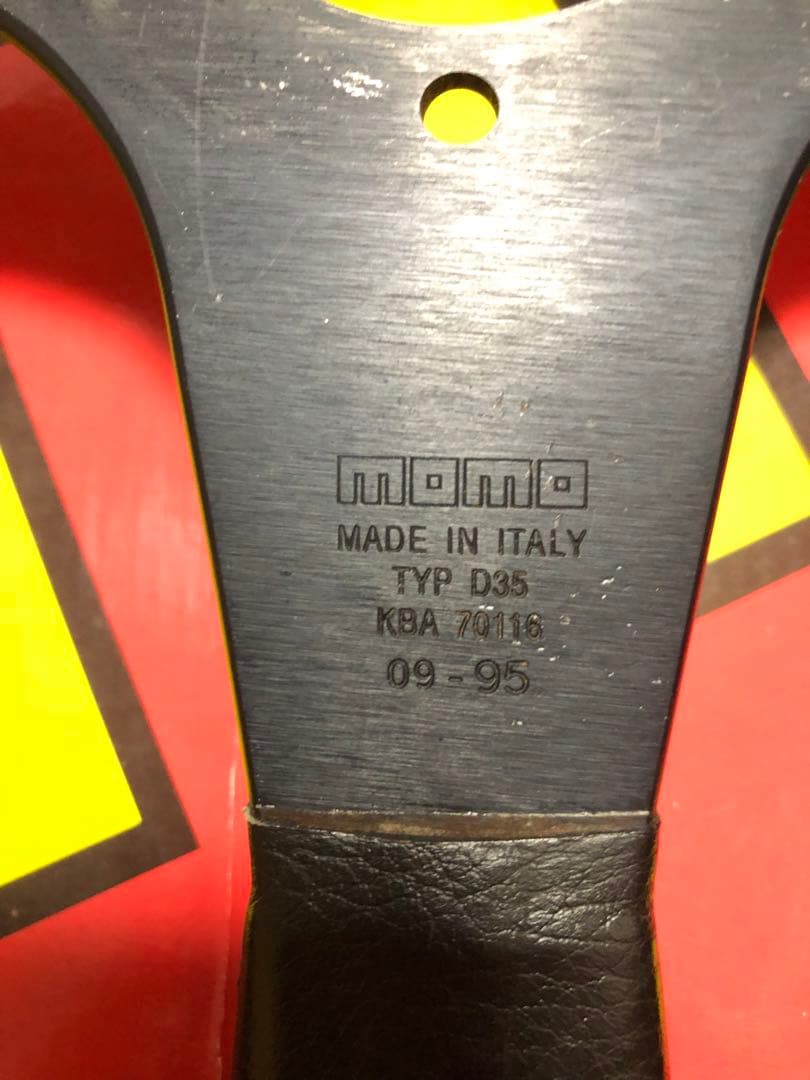 momo
MADE IN ITALY
TYP D35
KBA 70116
09-95